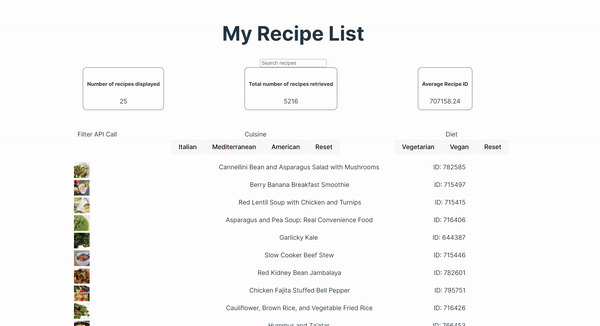 My Recipe List
Search recipes
Number of recipes displayed
25
Total number of recipes retrieved
5216
Average Recipe ID
707158.24
Filter API Call
Cuisine
Diet
Italian Mediterranean American Reset
Vegetarian Vegan Reset
Cannellini Bean and Asparagus Salad with Mushrooms ID: 782585
Berry Banana Breakfast Smoothie ID: 715497
Red Lentil Soup with Chicken and Turnips ID: 715415
Asparagus and Pea Soup: Real Convenience Food ID: 716406
Garlicky Kale ID: 644387
Slow Cooker Beef Stew ID: 715446
Red Kidney Bean Jambalaya ID: 782601
Chicken Fajita Stuffed Bell Pepper ID: 795751
Cauliflower, Brown Rice, and Vegetable Fried Rice ID: 716426
Hummus and Za'atar ID: 766453